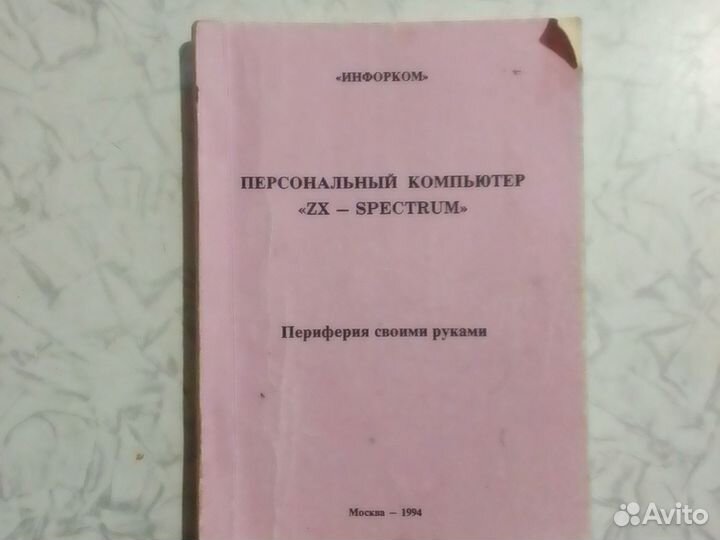 «ИНФОРКОМ»
ПЕРСОНАЛЬНЫЙ КОМПЬЮТЕР
«ZX – SPECTRUM»
Периферия своими руками
Москва – 1994
Avito